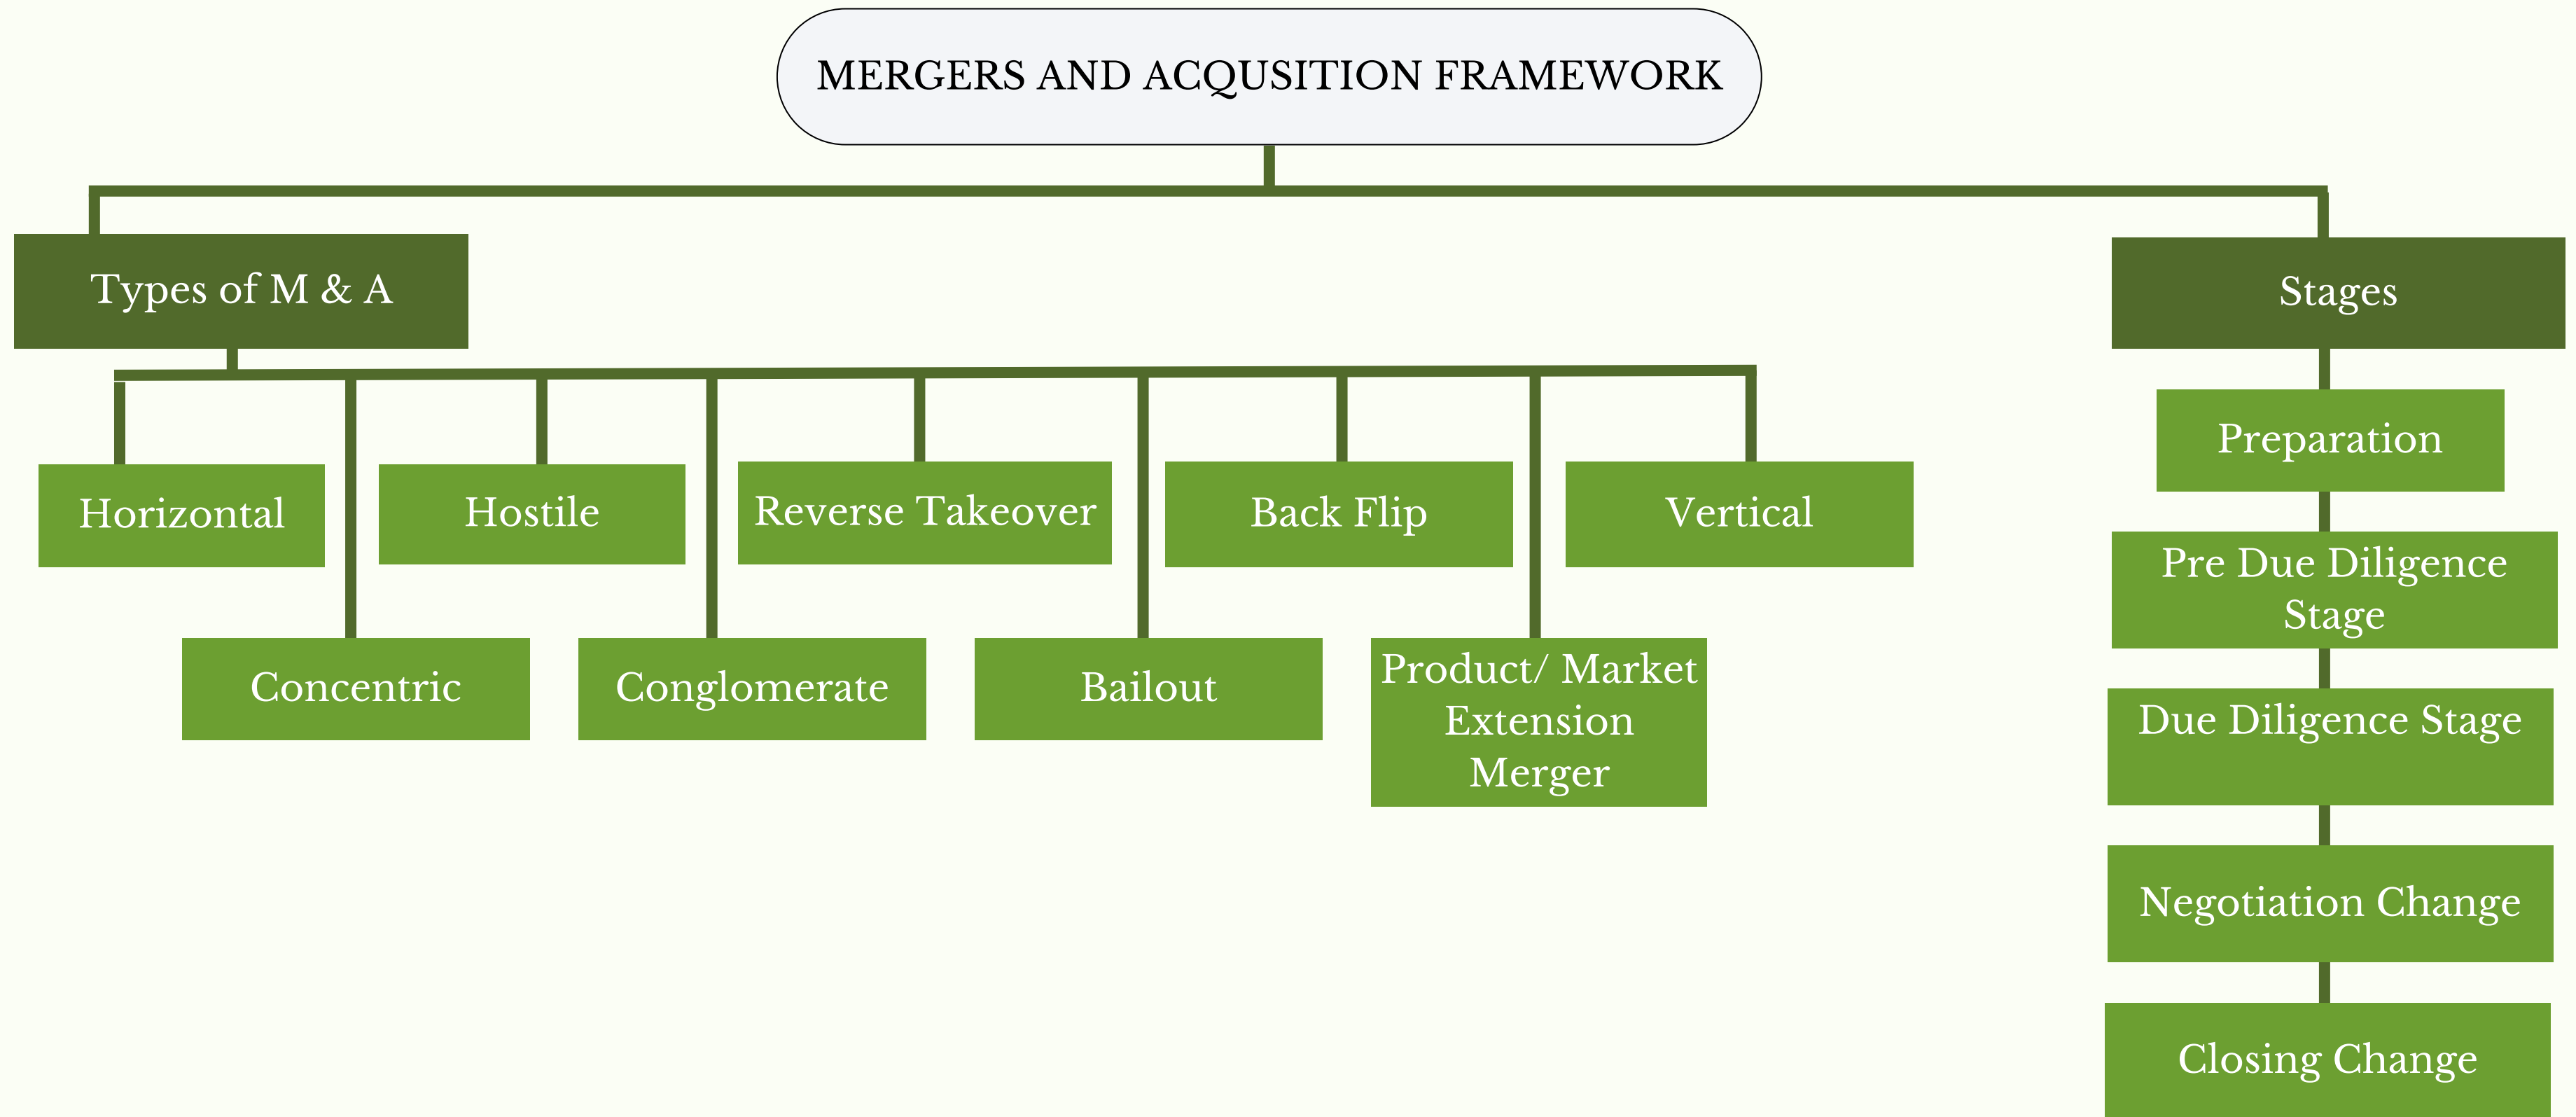 MERGERS AND ACQUSITION FRAMEWORK
Types of M & A
Stages
Horizontal
Hostile
Reverse Takeover
Back Flip
Vertical
Concentric
Conglomerate
Bailout
Product/ Market
Extension
Merger
Preparation
Pre Due Diligence
Stage
Due Diligence Stage
Negotiation Change
Closing Change